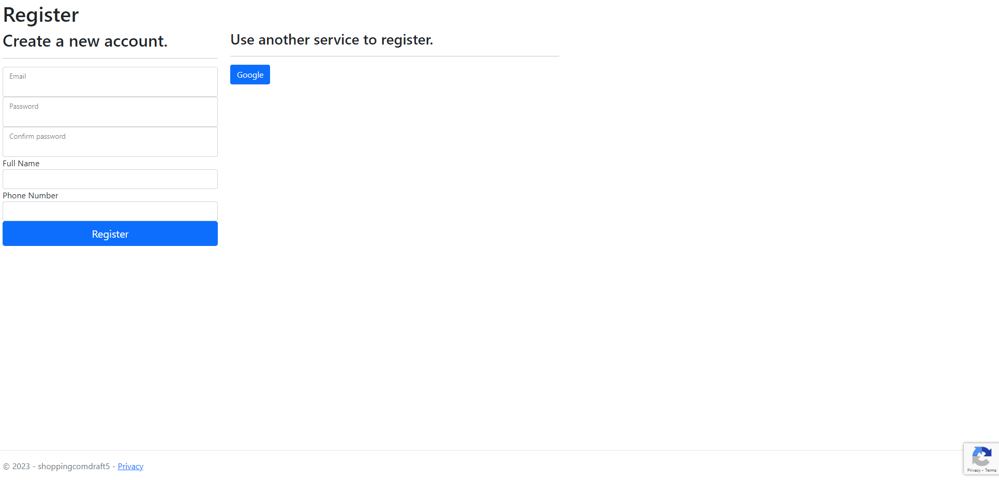 Register
Create a new account.
Email
Password
Confirm password
Full Name
Phone Number
Register
Use another service to register.
Google
© 2023 - shoppingcomdraft5 - Privacy
Privacy - Terms